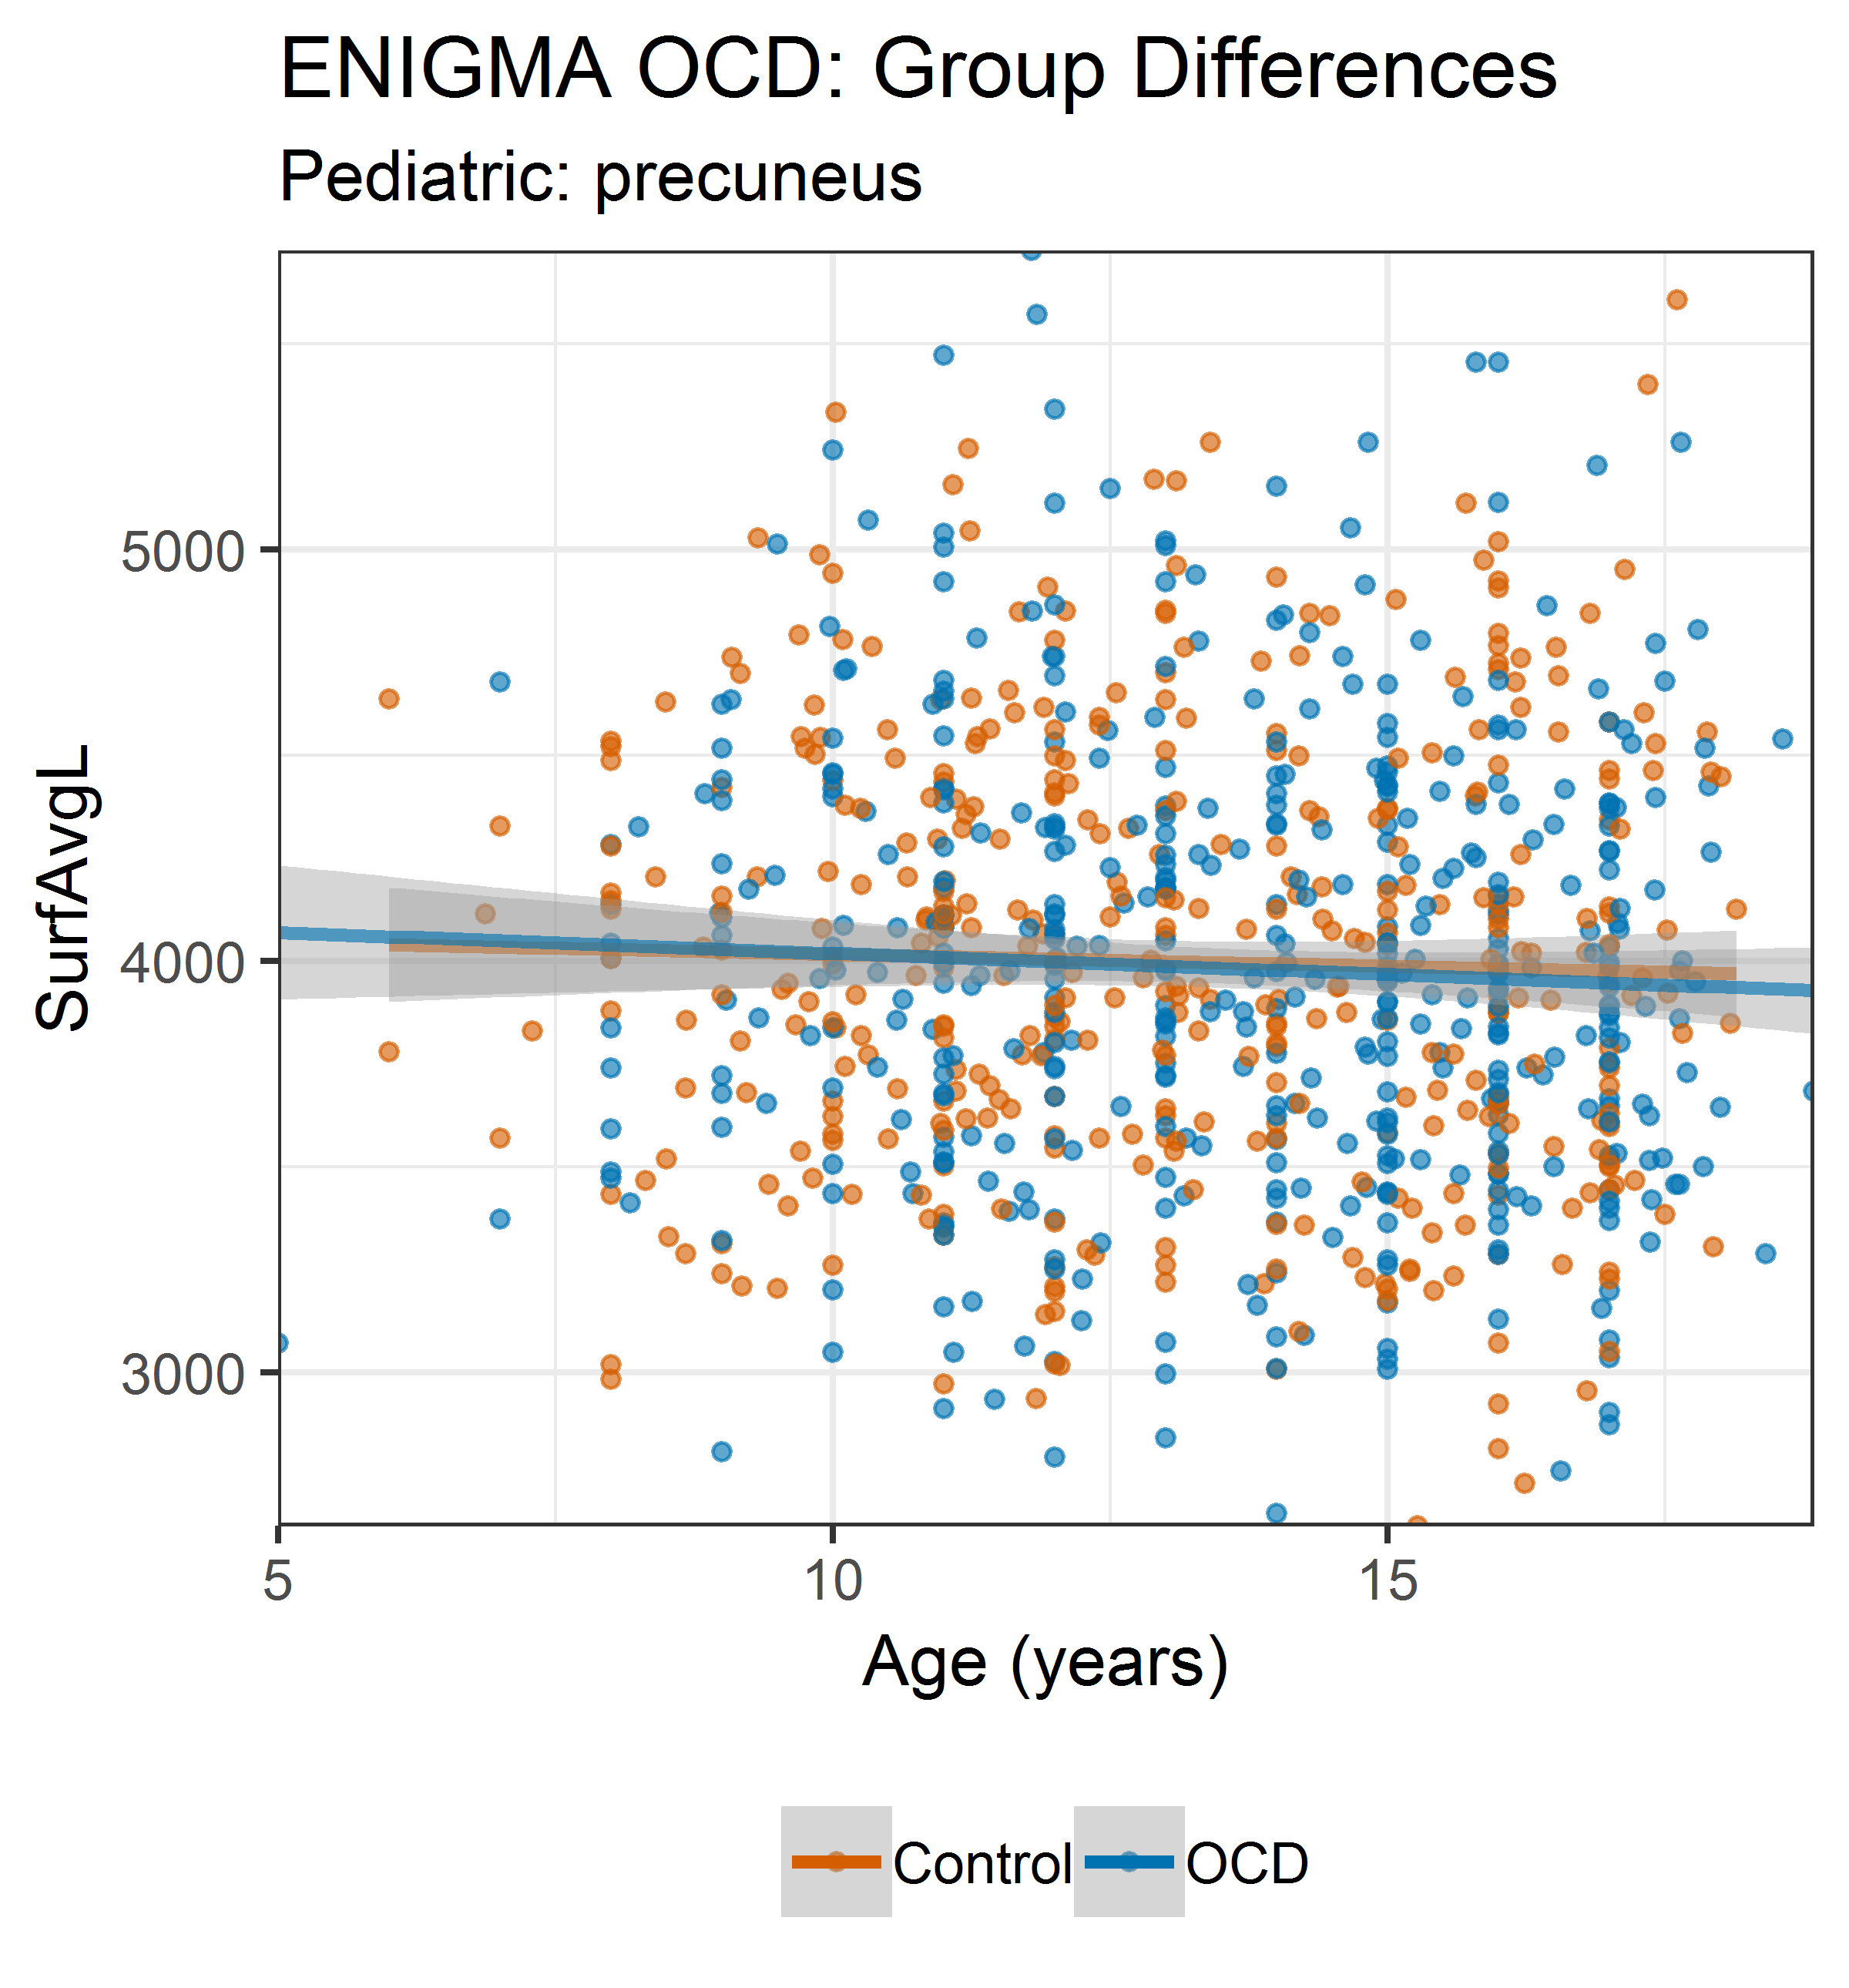 ENIGMA OCD: Group Differences
Pediatric: precuneus
SurfAvgL
5000
4000
3000
5 10 15
Age (years)
Control OCD